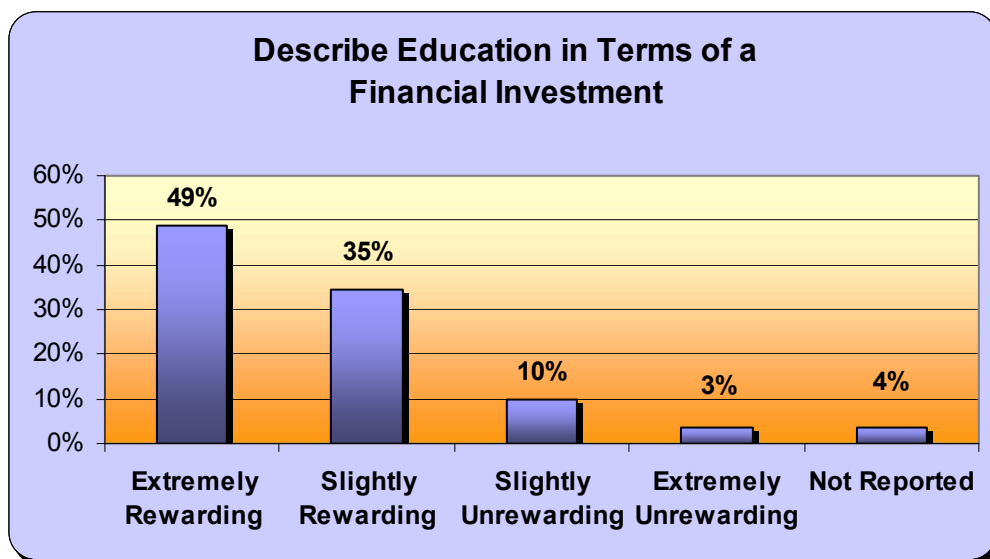 Describe Education in Terms of a
Financial Investment
60%
50%
40%
30%
20%
10%
0%
49%
35%
10%
3%
4%
Extremely
Rewarding
Slightly
Rewarding
Slightly
Unrewarding
Extremely
Unrewarding
Not Reported